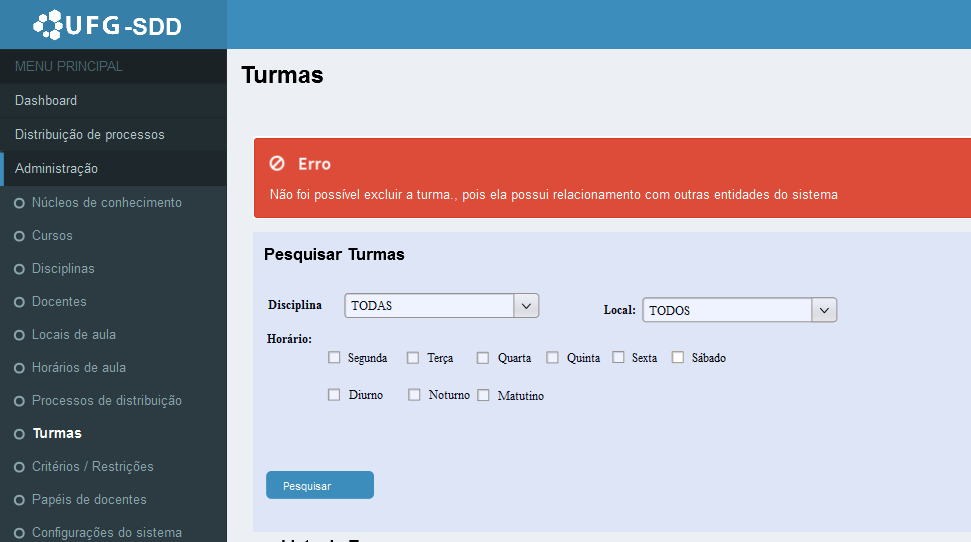 UFG-SDD
MENU PRINCIPAL
Dashboard
Distribuição de processos
Administração
Núcleos de conhecimento
Cursos
Disciplinas
Docentes
Locais de aula
Horários de aula
Processos de distribuição
Turmas
Critérios / Restrições
Papéis de docentes
Configurações do sistema
Turmas
Erro
Não foi possível excluir a turma., pois ela possui relacionamento com outras entidades do sistema
Pesquisar Turmas
Disciplina TODAS Local: TODOS
Horário:
Segunda Terça Quarta Quinta Sexta Sábado
Diurno Noturno Matutino
Pesquisar